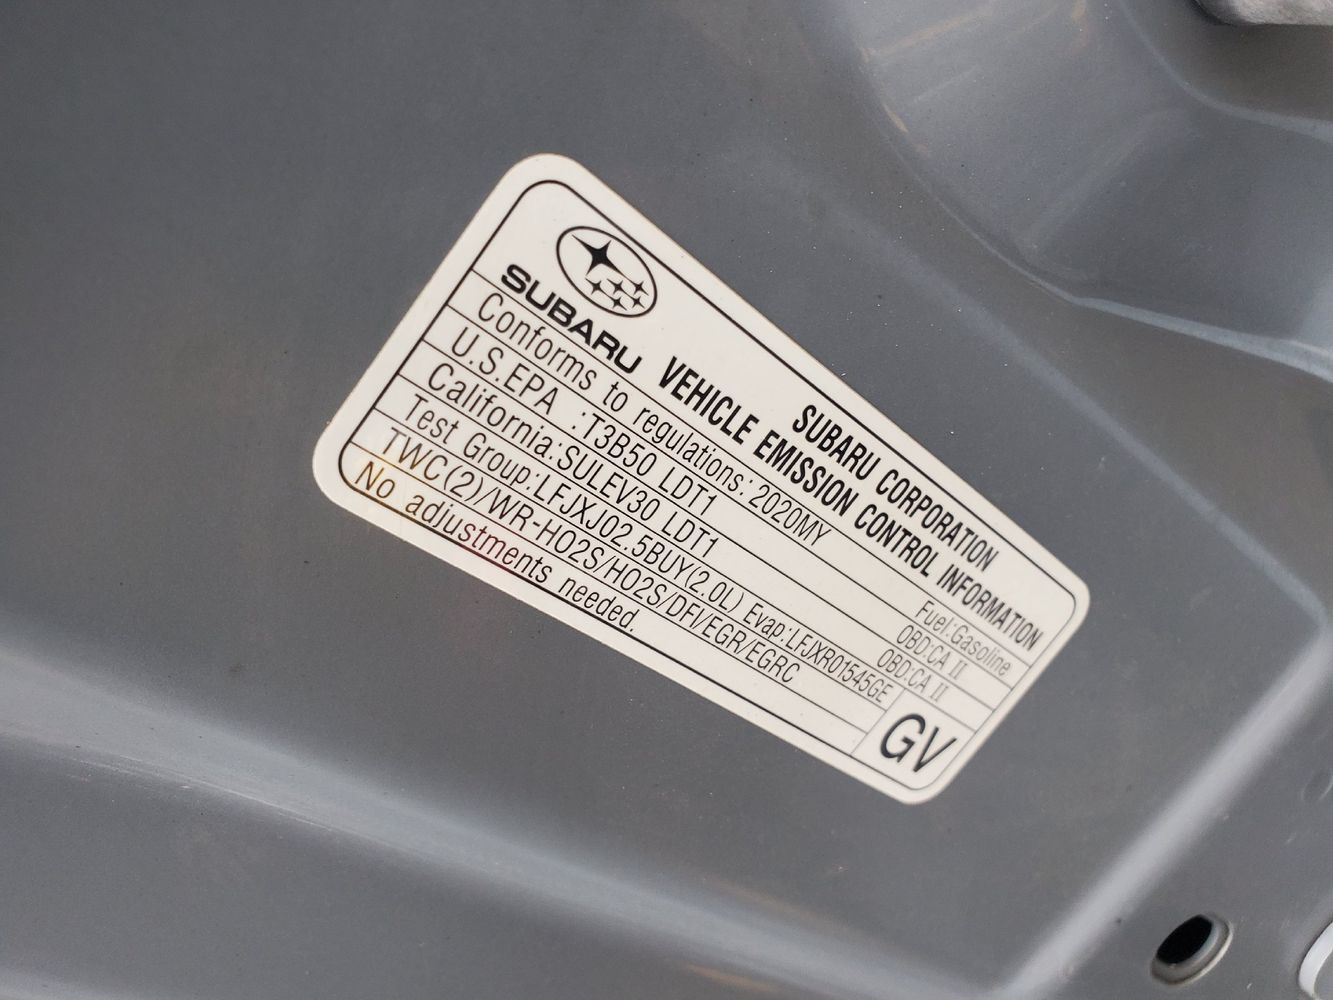 SUBARU
SUBARU CORPORATION
VEHICLE EMISSION CONTROL INFORMATION
Conforms to regulations: 2020MY Fuel:Gasoline
U.S.EPA :T3B50 LDT1 OBD:CA II
California:SULEV30 LDT1 OBD:CA II
Test Group:LFJXJ02.5BUY(2.0L) Evap:LFJXR01545GE
TWC(2)/WR-HO2S/HO2S/DFI/EGR/EGRC
No adjustments needed.
GV